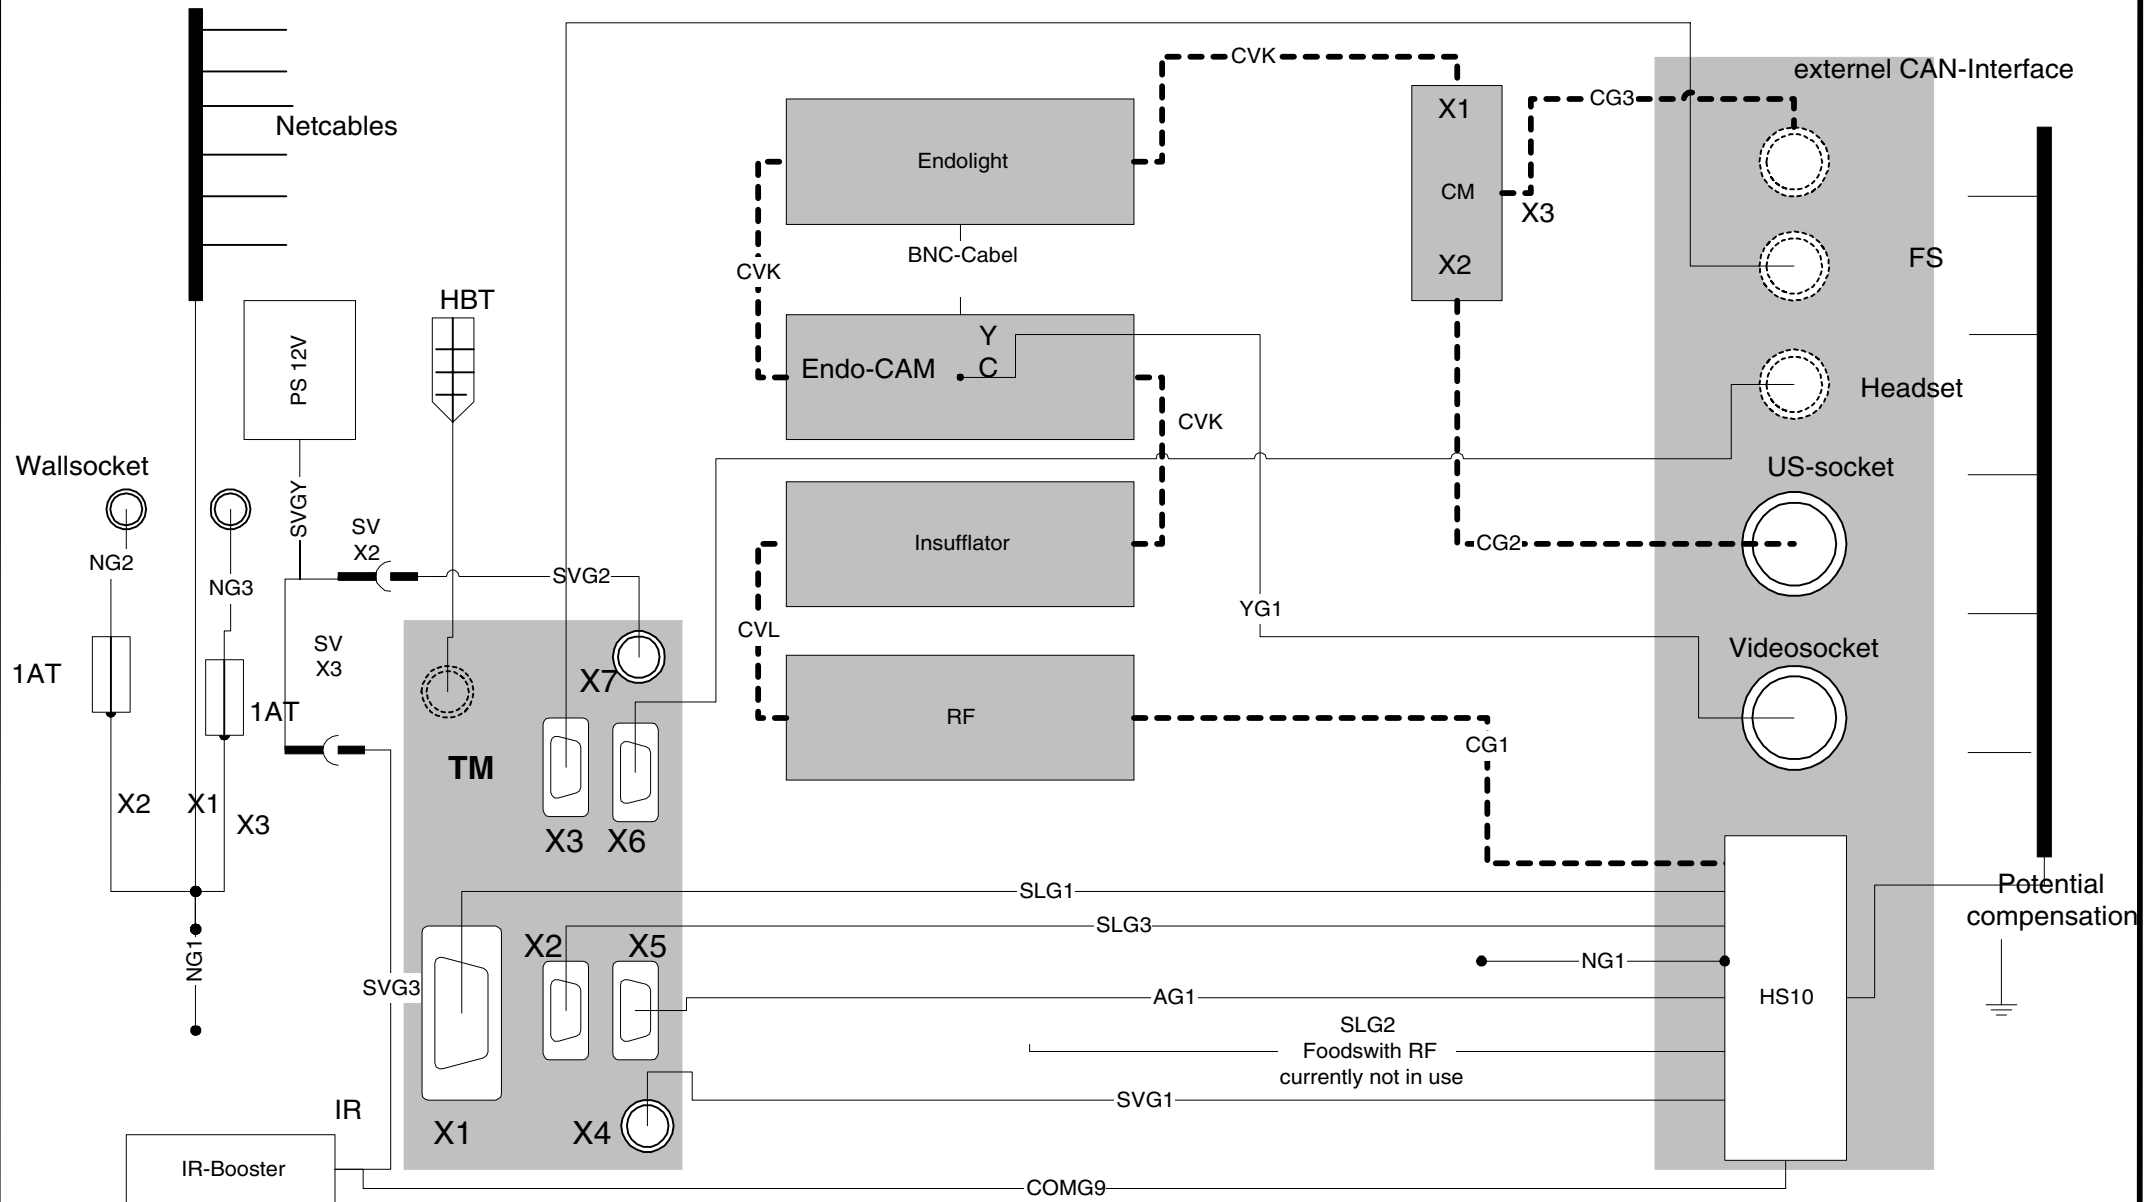 CVK
externel CAN-Interface
CG3
X1
Netcables
Endolight
CM
X3
BNC-Cabel
FS
X2
CVK
HBT
Y
PS 12V
Endo-CAM
C
Headset
CVK
Wallsocket
US-socket
SVGY
SV
X2
Insufflator
CG2
NG2
NG3
SVG2
YG1
CVL
SV
X3
Videosocket
1AT
X7
1AT
RF
CG1
TM
X2
X1
X3
X3
X6
SLG1
Potential
compensation
SLG3
X2
X5
NG1
NG1
SVG3
AG1
HS10
SLG2
Foodswith RF
currently not in use
SVG1
IR
X1
X4
IR-Booster
COMG9